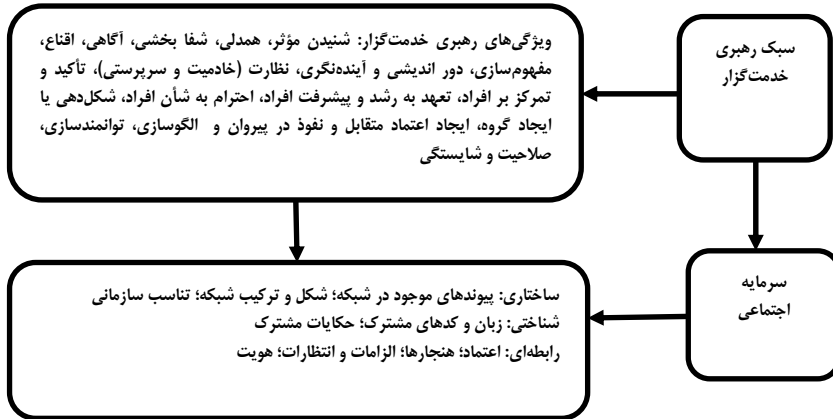 سبک رهبری
خدمت‌گزار
ویژگی‌های رهبری خدمت‌گزار: شنیدن مؤثر، همدلی، شفا بخشی، آگاهی، اقناع،
مفهوم‌سازی، دور اندیشی و آینده‌نگری، نظارت (خادمیت و سرپرستی)، تأکید و
تمرکز بر افراد، تعهد به رشد و پیشرفت افراد، احترام به شأن افراد، شکل‌دهی یا
ایجاد گروه، ایجاد اعتماد متقابل و نفوذ در پیروان و الگوسازی، توانمندسازی،
صلاحیت و شایستگی
سرمایه
اجتماعی
ساختاری: پیوندهای موجود در شبکه؛ شکل و ترکیب شبکه؛ تناسب سازمانی
شناختی: زبان و کدهای مشترک؛ حکایات مشترک
رابطه‌ای: اعتماد؛ هنجارها؛ الزامات و انتظارات؛ هویت